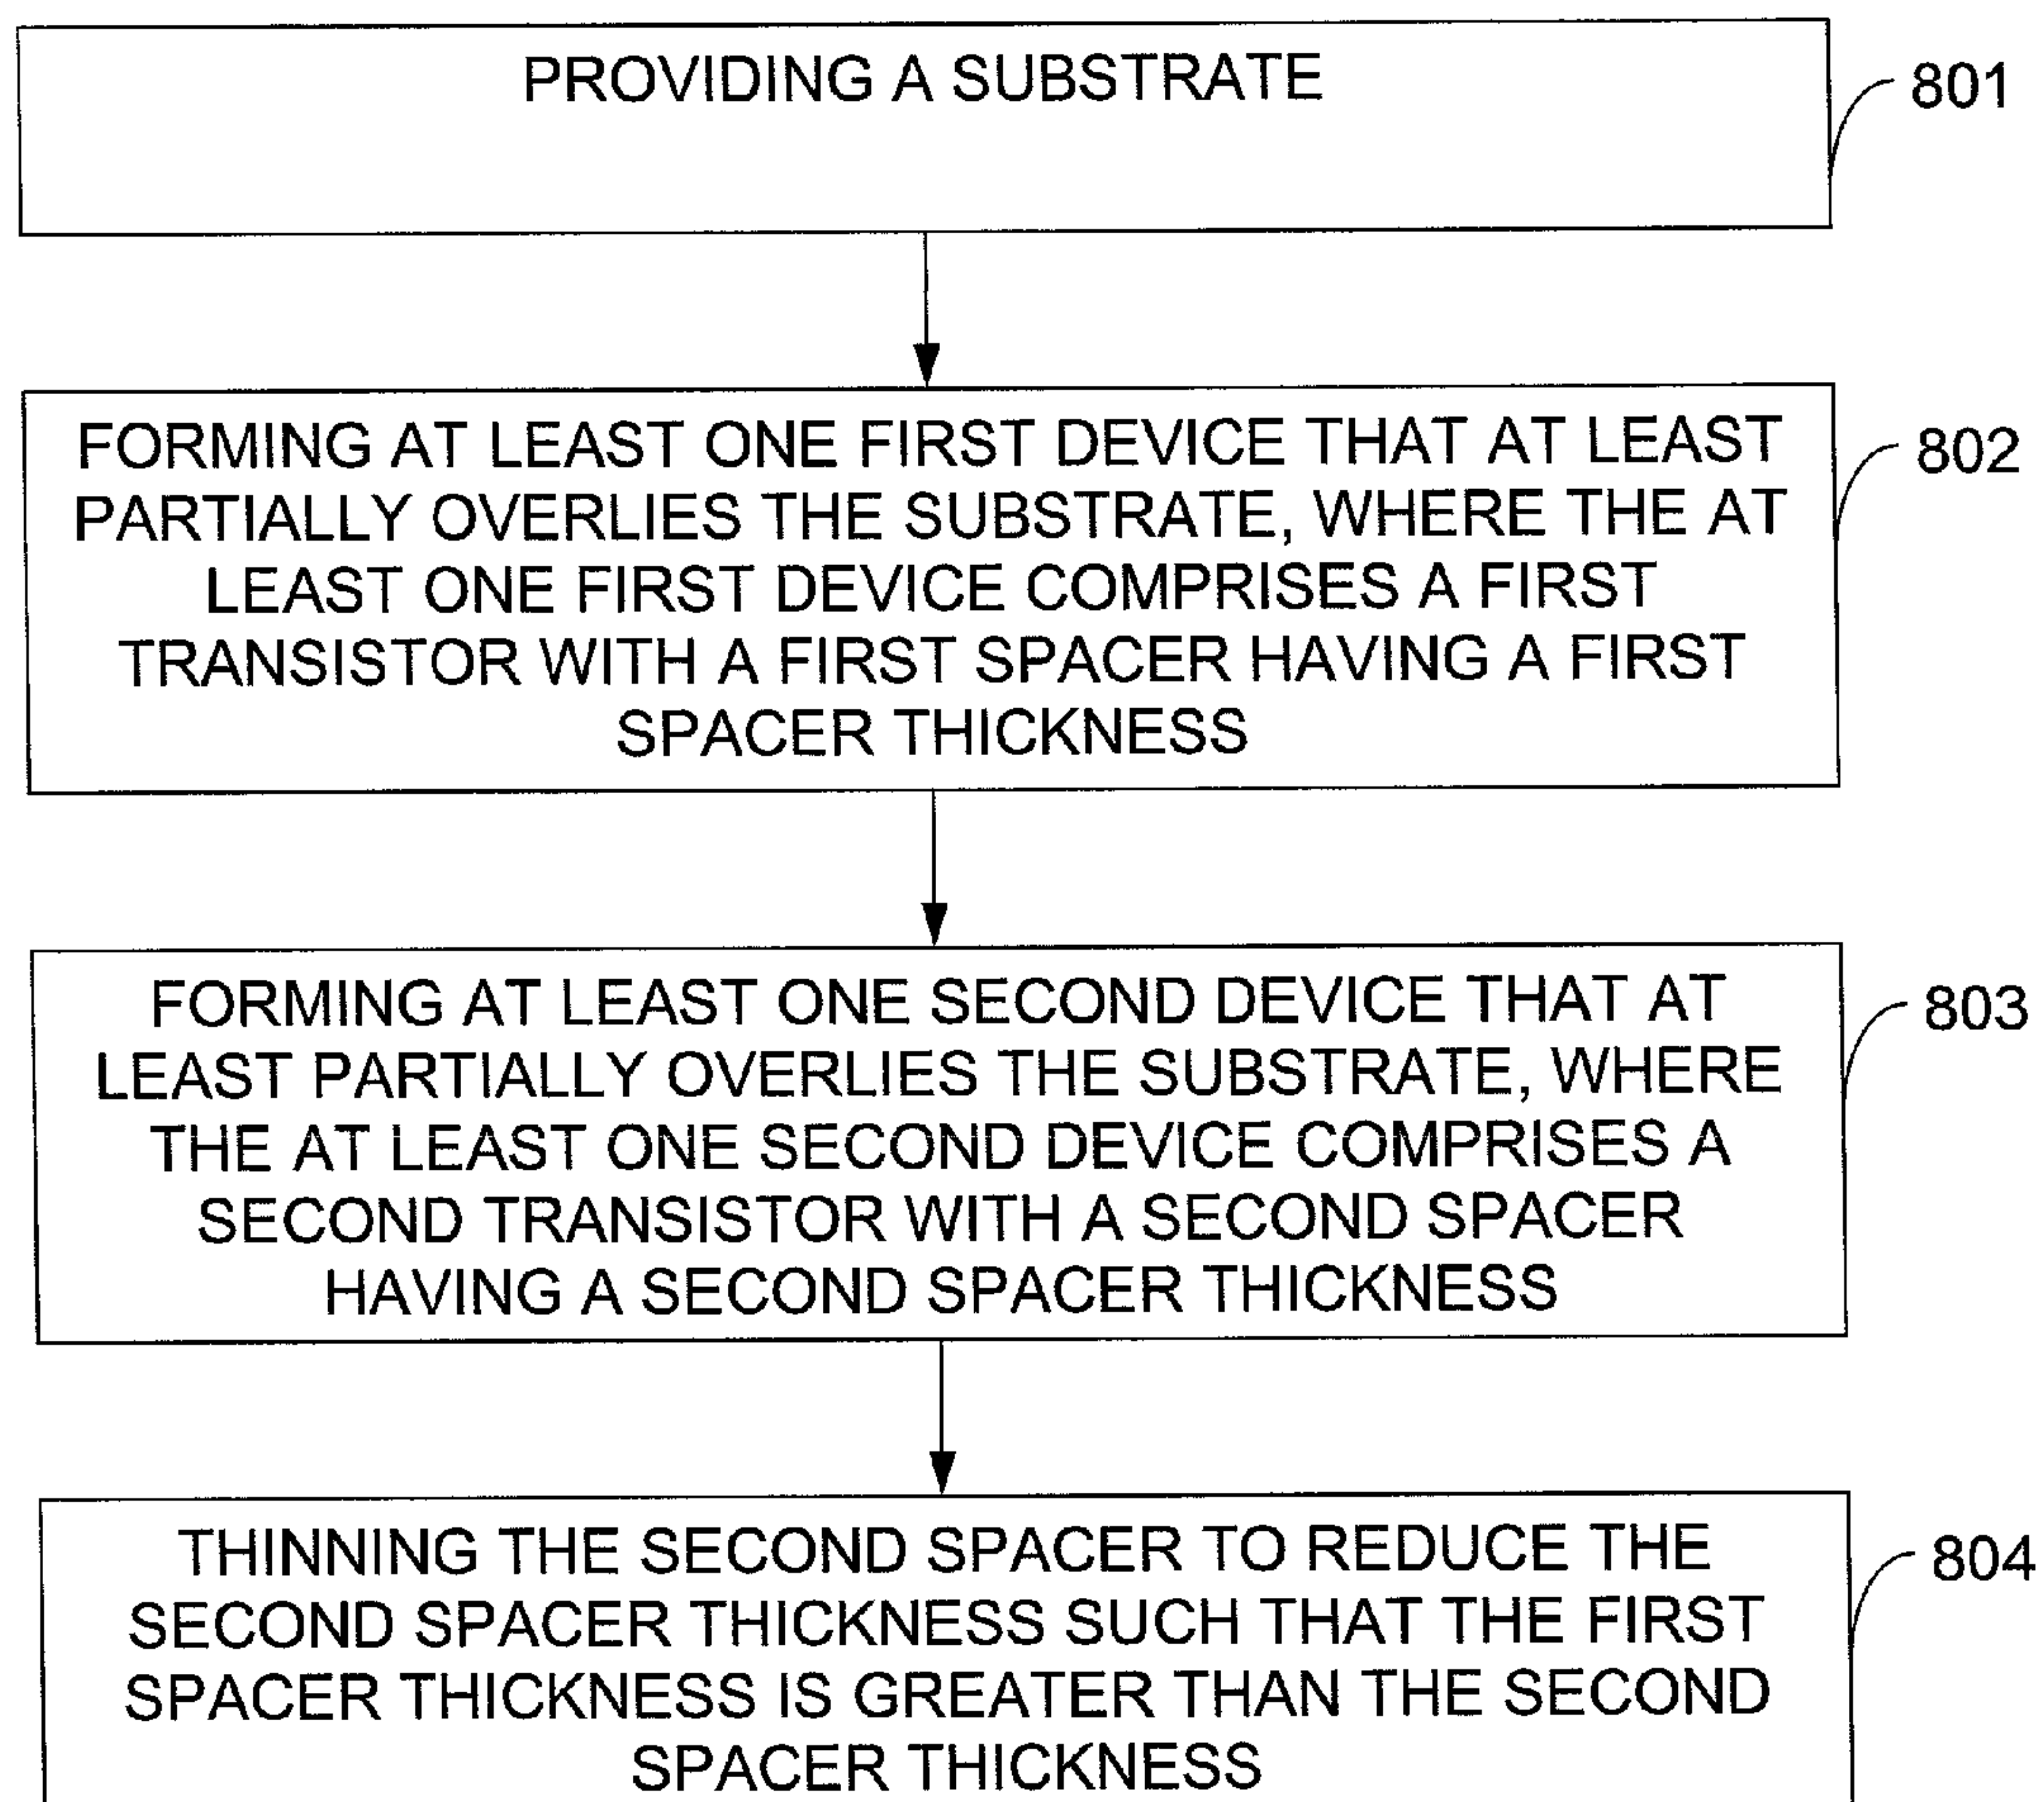 PROVIDING A SUBSTRATE
801
FORMING AT LEAST ONE FIRST DEVICE THAT AT LEAST
PARTIALLY OVERLIES THE SUBSTRATE, WHERE THE AT
LEAST ONE FIRST DEVICE COMPRISES A FIRST
TRANSISTOR WITH A FIRST SPACER HAVING A FIRST
SPACER THICKNESS
802
FORMING AT LEAST ONE SECOND DEVICE THAT AT
LEAST PARTIALLY OVERLIES THE SUBSTRATE, WHERE
THE AT LEAST ONE SECOND DEVICE COMPRISES A
SECOND TRANSISTOR WITH A SECOND SPACER
HAVING A SECOND SPACER THICKNESS
803
THINNING THE SECOND SPACER TO REDUCE THE
SECOND SPACER THICKNESS SUCH THAT THE FIRST
SPACER THICKNESS IS GREATER THAN THE SECOND
SPACER THICKNESS
804